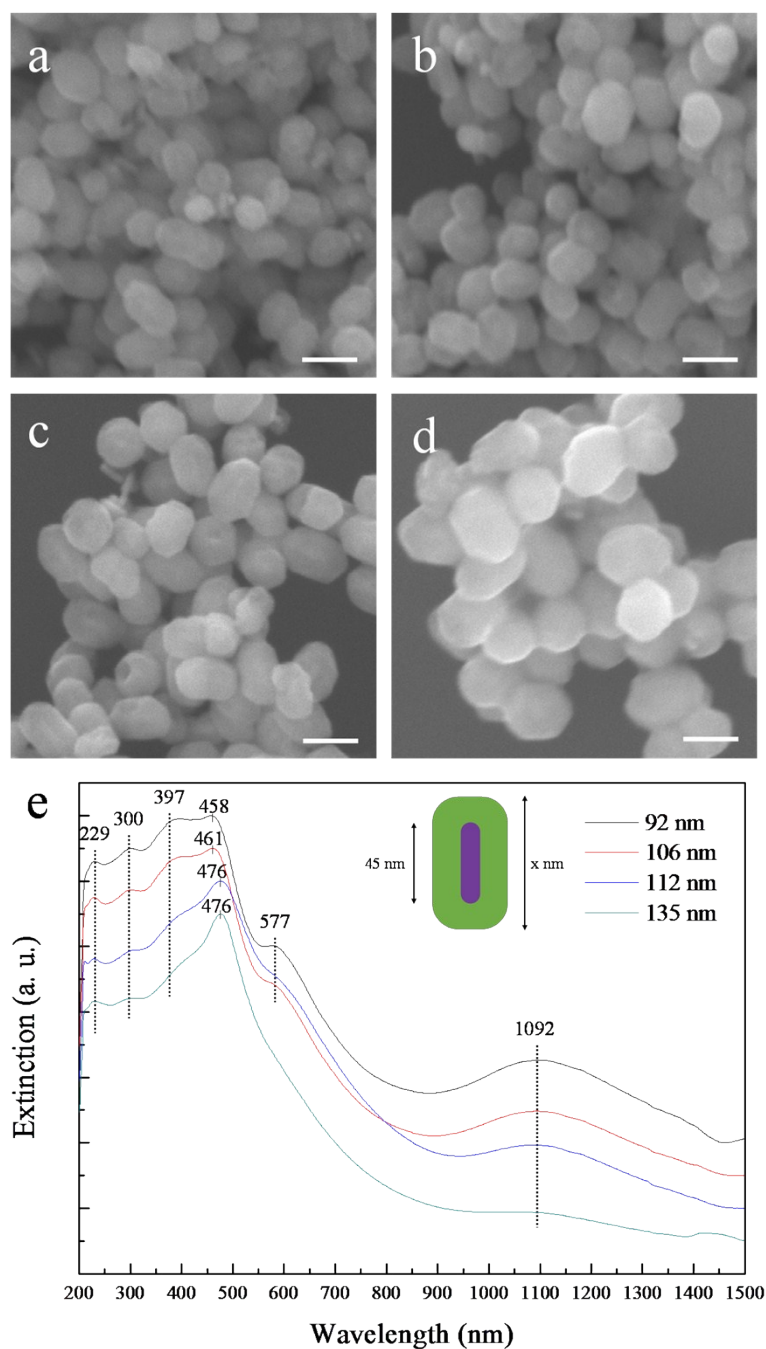 a
b
c
d
e
397
458
229
300
461
476
476
577
1092
45 nm
x nm
92 nm
106 nm
112 nm
135 nm
Extinction (a. u.)
200 300 400 500 600 700 800 900 1000 1100 1200 1300 1400 1500
Wavelength (nm)